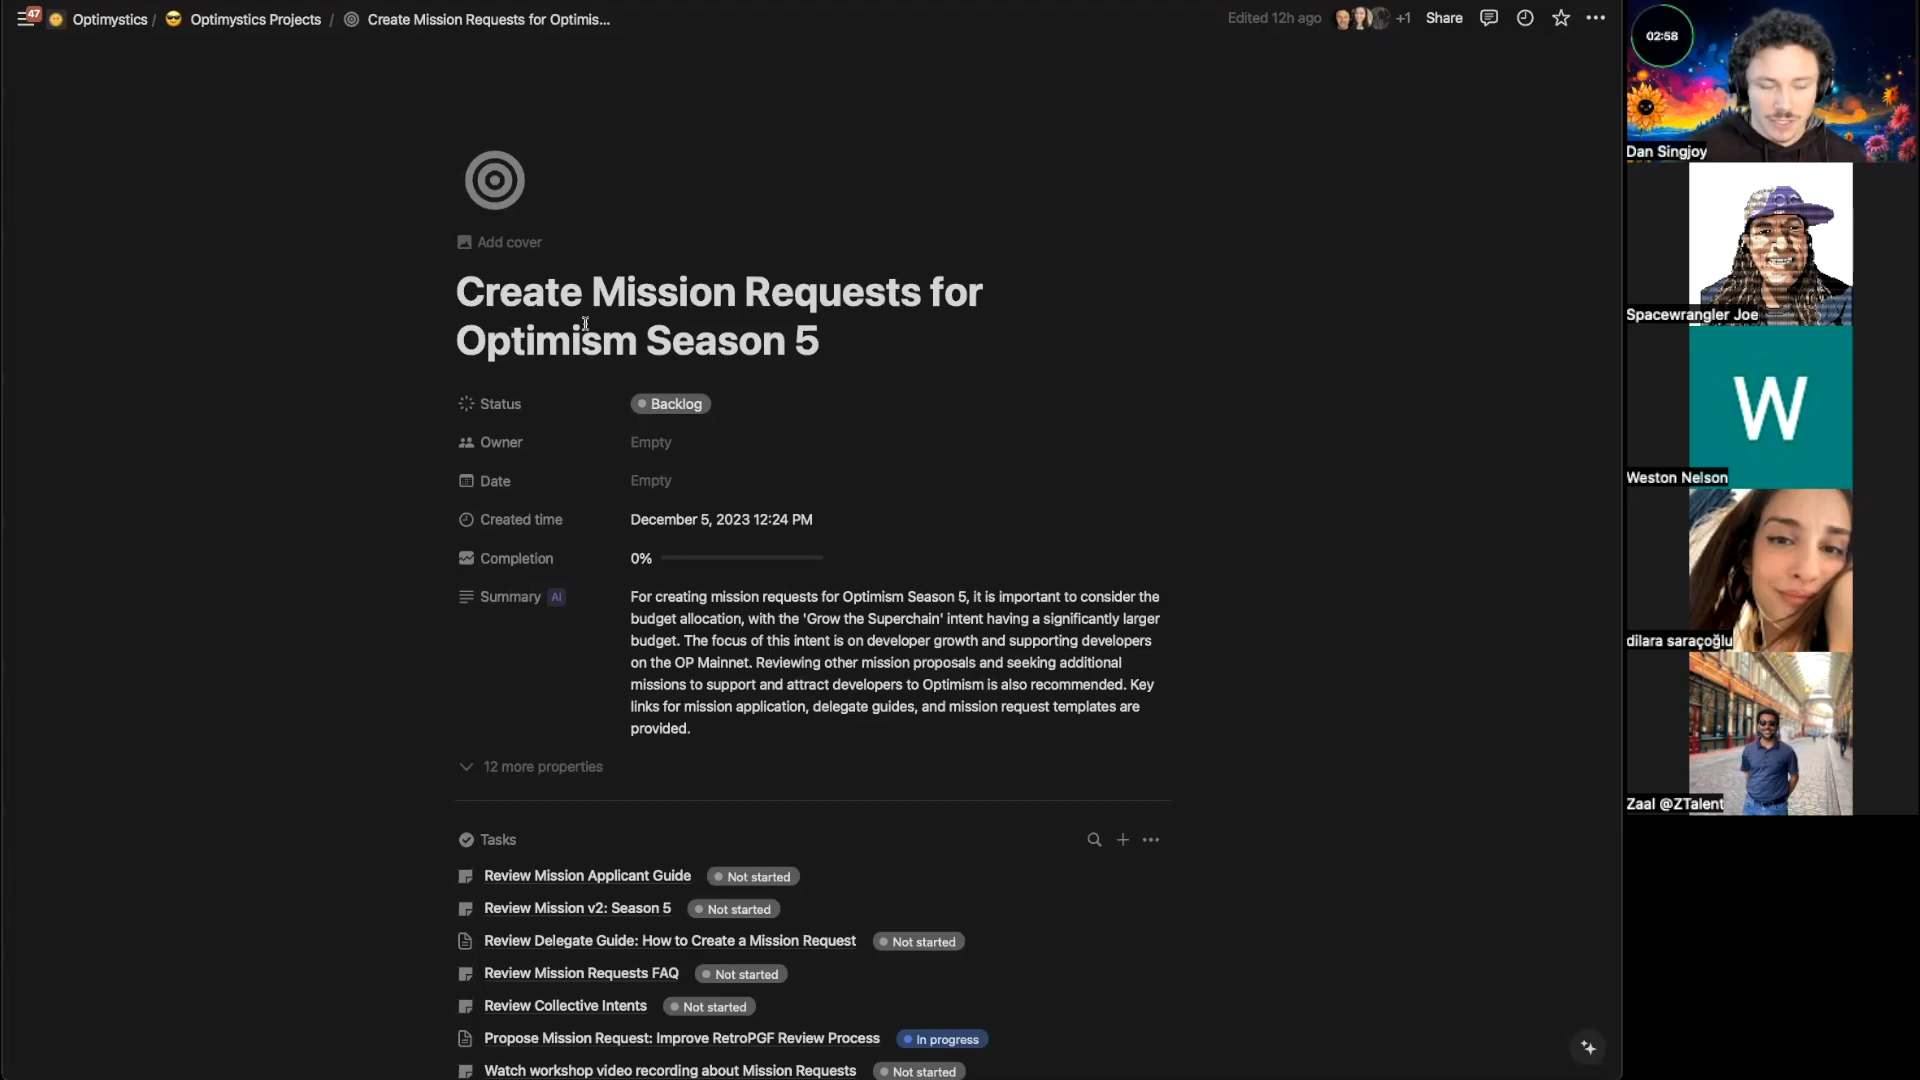 47
Optimystics / Optimystics Projects / Create Mission Requests for Optimis...
Edited 12h ago +1 Share
Add cover
Create Mission Requests for
Optimism Season 5
Status Backlog
Owner Empty
Date Empty
Created time December 5, 2023 12:24 PM
Completion 0%
Summary AI For creating mission requests for Optimism Season 5, it is important to consider the
budget allocation, with the 'Grow the Superchain' intent having a significantly larger
budget. The focus of this intent is on developer growth and supporting developers
on the OP Mainnet. Reviewing other mission proposals and seeking additional
missions to support and attract developers to Optimism is also recommended. Key
links for mission application, delegate guides, and mission request templates are
provided.
12 more properties
Tasks
Review Mission Applicant Guide Not started
Review Mission v2: Season 5 Not started
Review Delegate Guide: How to Create a Mission Request Not started
Review Mission Requests FAQ Not started
Review Collective Intents Not started
Propose Mission Request: Improve RetroPGF Review Process In progress
Watch workshop video recording about Mission Requests Not started
02:58
Dan Singjoy
Spacewrangler Joe
W
Weston Nelson
dilara saraçoğlu
Zaal @ZTalent